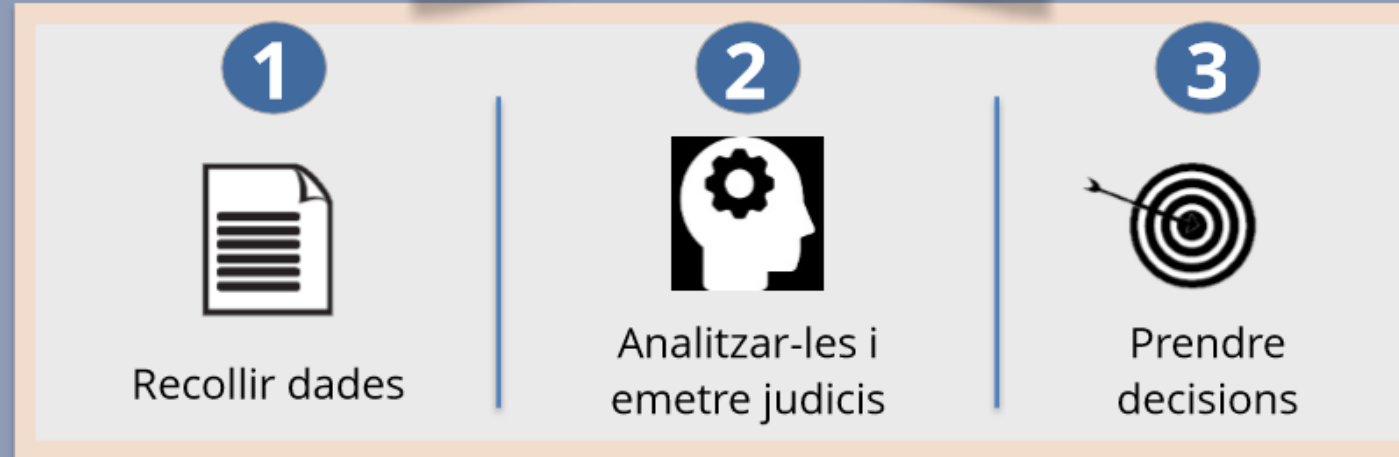 1
Recollir dades
2
Analitzar-les i
emetre judicis
3
Prendre
decisions